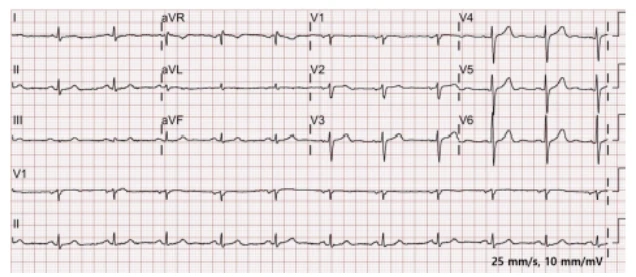 I aVR V1 V4
II aVL V2 V5
III aVF V3 V6
V1
II
25 mm/s, 10 mm/mV